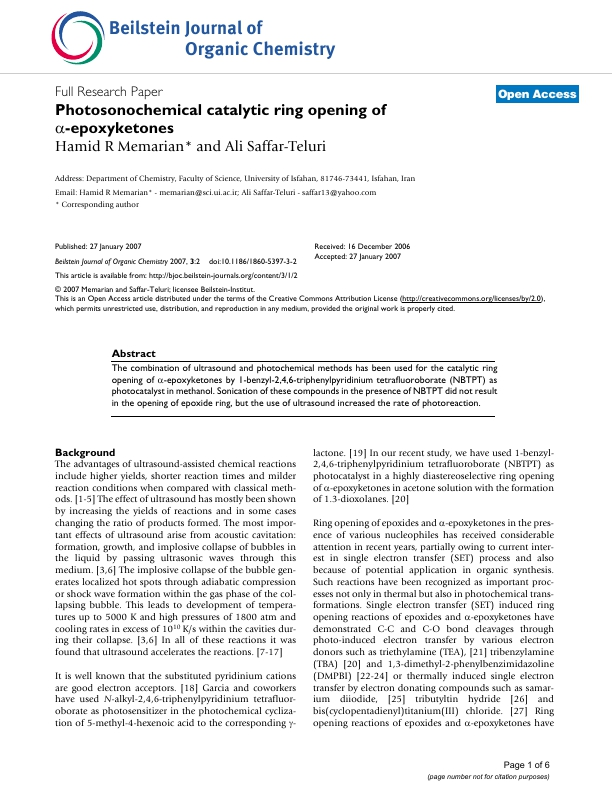 Beilstein Journal of
Organic Chemistry
Full Research Paper
Open Access
Photosonochemical catalytic ring opening of
α-epoxyketones
Hamid R Memarian* and Ali Saffar-Teluri
Address: Department of Chemistry, Faculty of Science, University of Isfahan, 81746-73441, Isfahan, Iran
Email: Hamid R Memarian* - memarian@sci.ui.ac.ir; Ali Saffar-Teluri - saffar13@yahoo.com
* Corresponding author
Published: 27 January 2007
Beilstein Journal of Organic Chemistry 2007, 3:2 doi:10.1186/1860-5397-3-2
Received: 16 December 2006
Accepted: 27 January 2007
This article is available from: http://bjoc.beilstein-journals.org/content/3/1/2
© 2007 Memarian and Saffar-Teluri; licensee Beilstein-Institut.
This is an Open Access article distributed under the terms of the Creative Commons Attribution License (http://creativecommons.org/licenses/by/2.0),
which permits unrestricted use, distribution, and reproduction in any medium, provided the original work is properly cited.
Abstract
The combination of ultrasound and photochemical methods has been used for the catalytic ring
opening of α-epoxyketones by 1-benzyl-2,4,6-triphenylpyridinium tetrafluoroborate (NBTPT) as
photocatalyst in methanol. Sonication of these compounds in the presence of NBTPT did not result
in the opening of epoxide ring, but the use of ultrasound increased the rate of photoreaction.
Background
The advantages of ultrasound-assisted chemical reactions
include higher yields, shorter reaction times and milder
reaction conditions when compared with classical meth-
ods. [1-5] The effect of ultrasound has mostly been shown
by increasing the yields of reactions and in some cases
changing the ratio of products formed. The most impor-
tant effects of ultrasound arise from acoustic cavitation:
formation, growth, and implosive collapse of bubbles in
the liquid by passing ultrasonic waves through this
medium. [3,6] The implosive collapse of the bubble gen-
erates localized hot spots through adiabatic compression
or shock wave formation within the gas phase of the col-
lapsing bubble. This leads to development of tempera-
tures up to 5000 K and high pressures of 1800 atm and
cooling rates in excess of 10¹⁰ K/s within the cavities dur-
ing their collapse. [3,6] In all of these reactions it was
found that ultrasound accelerates the reactions. [7-17]
It is well known that the substituted pyridinium cations
are good electron acceptors. [18] Garcia and coworkers
have used N-alkyl-2,4,6-triphenylpyridinium tetrafluor-
oborate as photosensitizer in the photochemical cycliza-
tion of 5-methyl-4-hexenoic acid to the corresponding γ-
lactone. [19] In our recent study, we have used 1-benzyl-
2,4,6-triphenylpyridinium tetrafluoroborate (NBTPT) as
photocatalyst in a highly diastereoselective ring opening
of α-epoxyketones in acetone solution with the formation
of 1.3-dioxolanes. [20]
Ring opening of epoxides and α-epoxyketones in the pres-
ence of various nucleophiles has received considerable
attention in recent years, partially owing to current inter-
est in single electron transfer (SET) process and also
because of potential application in organic synthesis.
Such reactions have been recognized as important proc-
esses not only in thermal but also in photochemical trans-
formations. Single electron transfer (SET) induced ring
opening reactions of epoxides and α-epoxyketones have
demonstrated C-C and C-O bond cleavages through
photo-induced electron transfer by various electron
donors such as triethylamine (TEA), [21] tribenzylamine
(TBA) [20] and 1,3-dimethyl-2-phenylbenzimidazoline
(DMPBI) [22-24] or thermally induced single electron
transfer by electron donating compounds such as samar-
ium diiodide, [25] tributyltin hydride [26] and
bis(cyclopentadienyl)titanium(III) chloride. [27] Ring
opening reactions of epoxides and α-epoxyketones have
Page 1 of 6
(page number not for citation purposes)